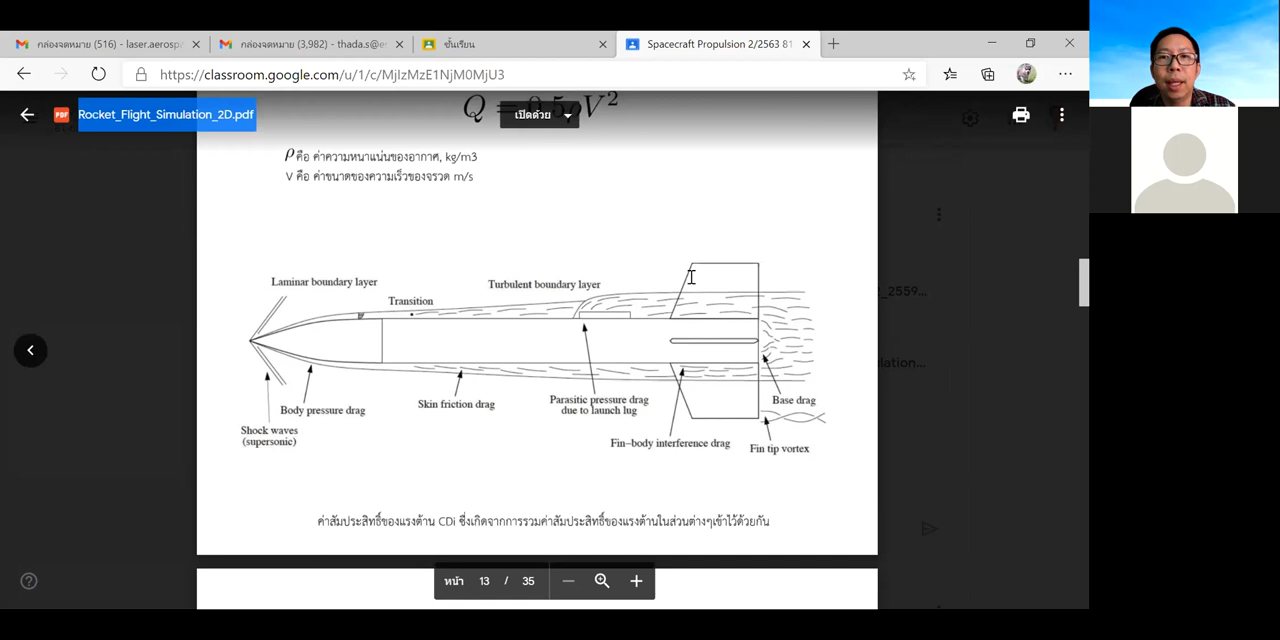 กล่องจดหมาย (516) - laser.aerospa
กล่องจดหมาย (3,982) - thada.s@e
ชั้นเรียน
Spacecraft Propulsion 2/2563 81
https://classroom.google.com/u/1/c/MjIzMzE1NjM0MjU3
PDF
Rocket_Flight_Simulation_2D.pdf
Q = 0.5ρV²
เปิดด้วย
ρ คือ ค่าความหนาแน่นของอากาศ, kg/m3
V คือ ค่าขนาดของความเร็วของจรวด m/s
Laminar boundary layer
Turbulent boundary layer
Transition
Body pressure drag
Skin friction drag
Parasitic pressure drag
due to launch lug
Base drag
Shock waves
(supersonic)
Fin–body interference drag
Fin tip vortex
ค่าสัมประสิทธิ์ของแรงต้าน CDi ซึ่งเกิดจากการรวมค่าสัมประสิทธิ์ของแรงต้านในส่วนต่างๆเข้าไว้ด้วยกัน
หน้า 13 / 35
_2559...
ulation...